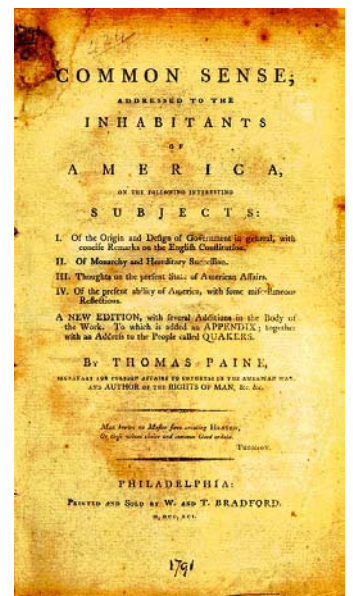 COMMON SENSE;
ADDRESSED TO THE
INHABITANTS
OF
AMERICA,
ON THE FOLLOWING INTERESTING
SUBJECTS:
I. Of the Origin and Design of Government in general, with
concise Remarks on the English Constitution.
II. Of Monarchy and Hereditary Succession.
III. Thoughts on the present State of American Affairs.
IV. Of the present ability of America, with some miscellaneous
Reflections.
A NEW EDITION, with several Additions in the Body of
the Work. To which is added an APPENDIX; together
with an Address to the People called QUAKERS.
By THOMAS PAINE,
SECRETARY FOR FOREIGN AFFAIRS TO CONGRESS IN THE AMERICAN WAR,
AND AUTHOR OF THE RIGHTS OF MAN, &c. &c.
Man knows no Master save creating HEAVEN,
Or those whom choice and common Good ordain.
THOMSON.
PHILADELPHIA:
PRINTED AND SOLD BY W. AND T. BRADFORD.
M,DCC,XCI.
1791